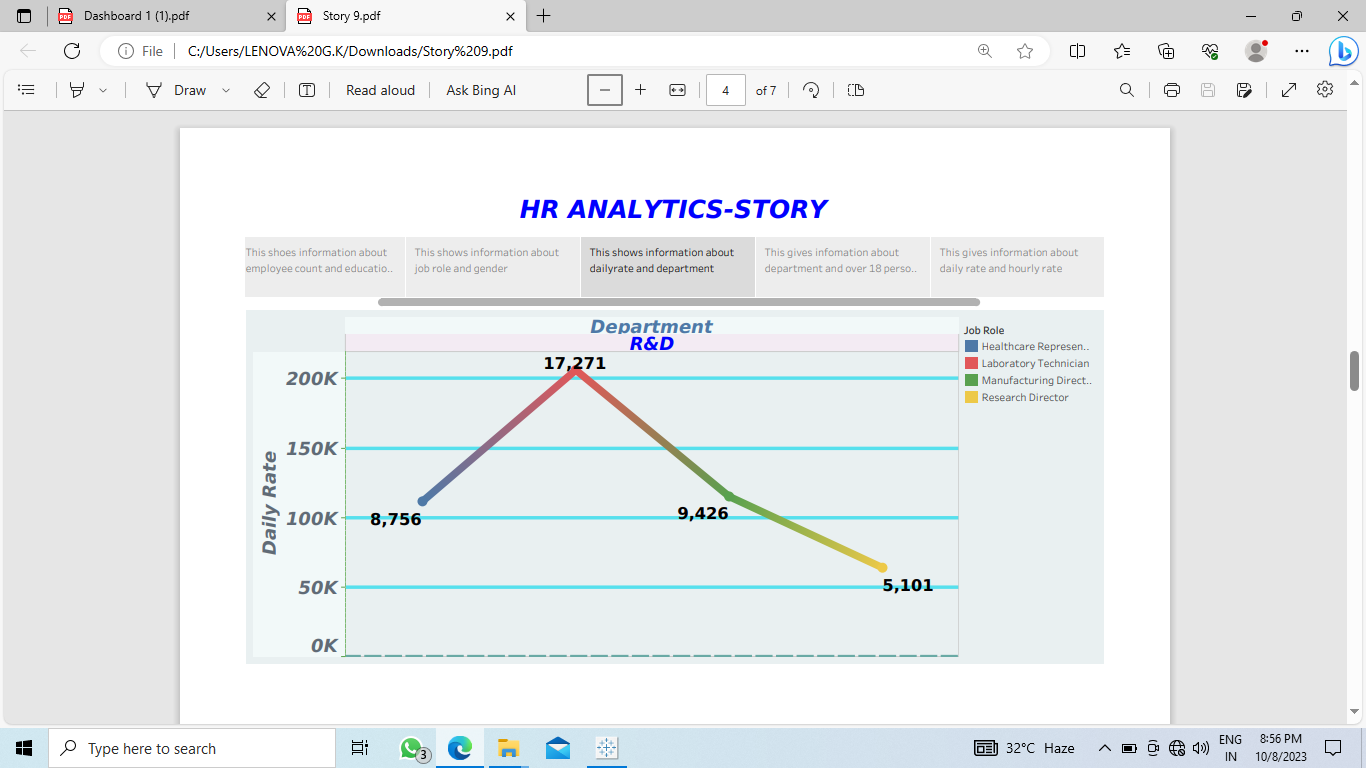 Dashboard 1 (1).pdf
Story 9.pdf
File
C:/Users/LENOVA%20G.K/Downloads/Story%209.pdf
Draw
Read aloud
Ask Bing AI
4
of 7
HR ANALYTICS-STORY
This shoes information about
employee count and educatio..
This shows information about
job role and gender
This shows information about
dailyrate and department
This gives infomation about
department and over 18 perso..
This gives infomation about
daily rate and hourly rate
Department
R&D
Job Role
Healthcare Represen..
Laboratory Technician
Manufacturing Direct..
Research Director
Daily Rate
200K
150K
100K
50K
0K
17,271
8,756
9,426
5,101
Type here to search
3
32°C Haze
ENG
IN
8:56 PM
10/8/2023